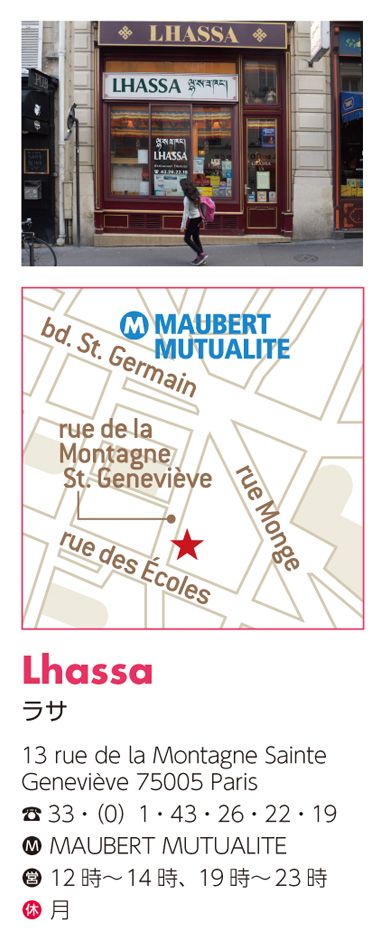 LHASSA
LHASSA
LHASSA
MAUBERT
MUTUALITE
bd. St. Germain
rue de la
Montagne
St. Geneviève
rue Monge
rue des Écoles
Lhassa
ラサ
13 rue de la Montagne Sainte
Geneviève 75005 Paris
☎ 33・(0) 1・43・26・22・19
Ⓜ MAUBERT MUTUALITE
営 12時〜14時、19時〜23時
休 月